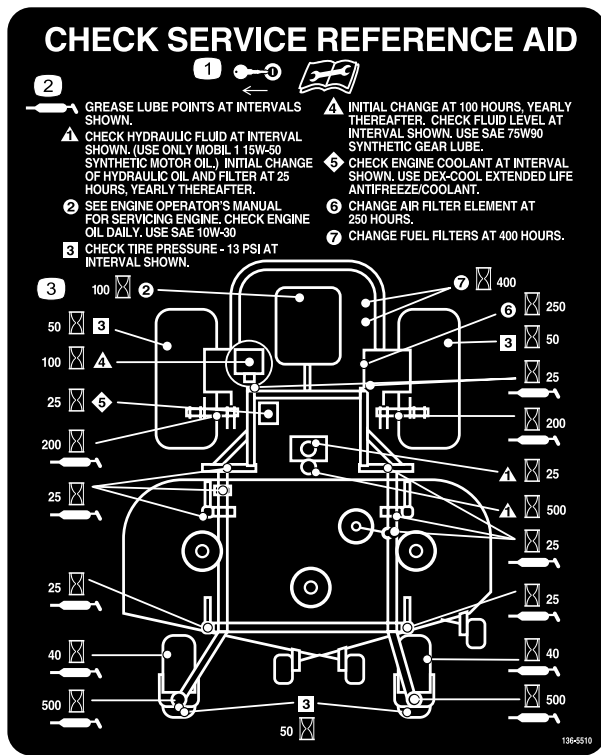 CHECK SERVICE REFERENCE AID
1
2
GREASE LUBE POINTS AT INTERVALS
SHOWN.
1 CHECK HYDRAULIC FLUID AT INTERVAL
SHOWN. (USE ONLY MOBIL 1 15W-50
SYNTHETIC MOTOR OIL.) INITIAL CHANGE
OF HYDRAULIC OIL AND FILTER AT 25
HOURS, YEARLY THEREAFTER.
2 SEE ENGINE OPERATOR'S MANUAL
FOR SERVICING ENGINE. CHECK ENGINE
OIL DAILY. USE SAE 10W-30
3 CHECK TIRE PRESSURE - 13 PSI AT
INTERVAL SHOWN.
4 INITIAL CHANGE AT 100 HOURS, YEARLY
THEREAFTER. CHECK FLUID LEVEL AT
INTERVAL SHOWN. USE SAE 75W90
SYNTHETIC GEAR LUBE.
5 CHECK ENGINE COOLANT AT INTERVAL
SHOWN. USE DEX-COOL EXTENDED LIFE
ANTIFREEZE/COOLANT.
6 CHANGE AIR FILTER ELEMENT AT
250 HOURS.
7 CHANGE FUEL FILTERS AT 400 HOURS.
3
100 2
50 3
100 4
25 5
200
25
25
40
500
7 400
6 250
3 50
25
200
1 25
1 500
25
25
40
500
3
50
136-5510